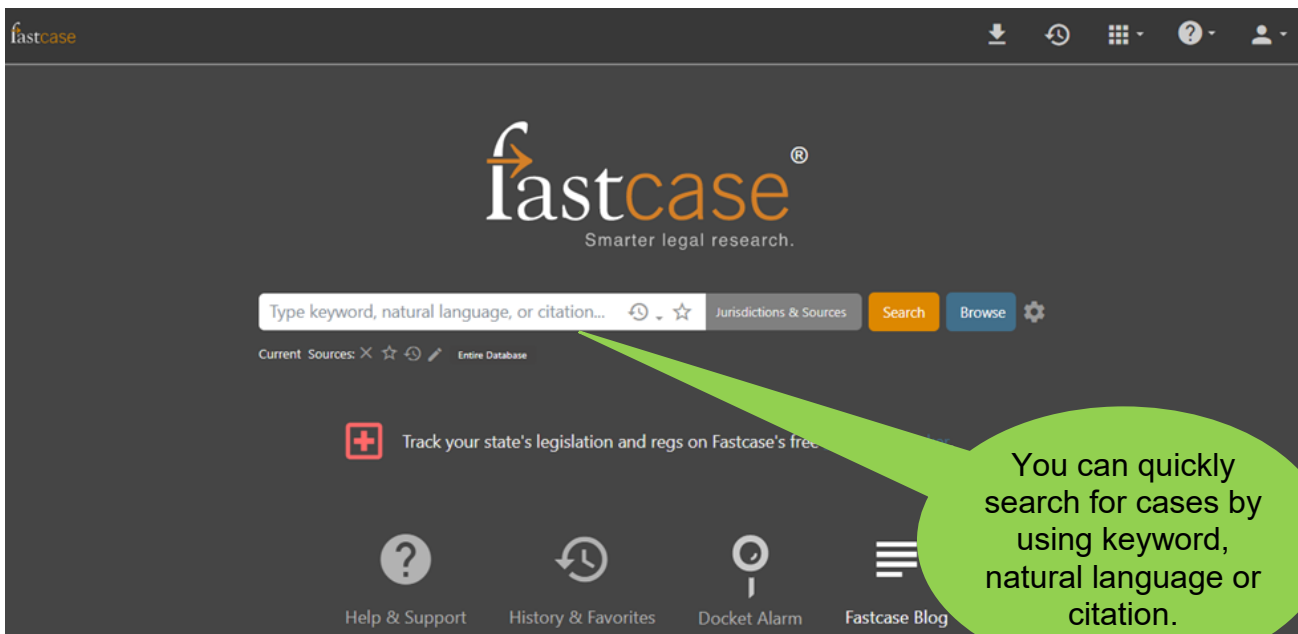 fastcase
fastcase®
Smarter legal research.
Type keyword, natural language, or citation...
Jurisdictions & Sources
Search
Browse
Current Sources:
Entire Database
Track your state's legislation and regs on Fastcase's free
You can quickly
search for cases by
using keyword,
natural language or
citation.
Help & Support
History & Favorites
Docket Alarm
Fastcase Blog